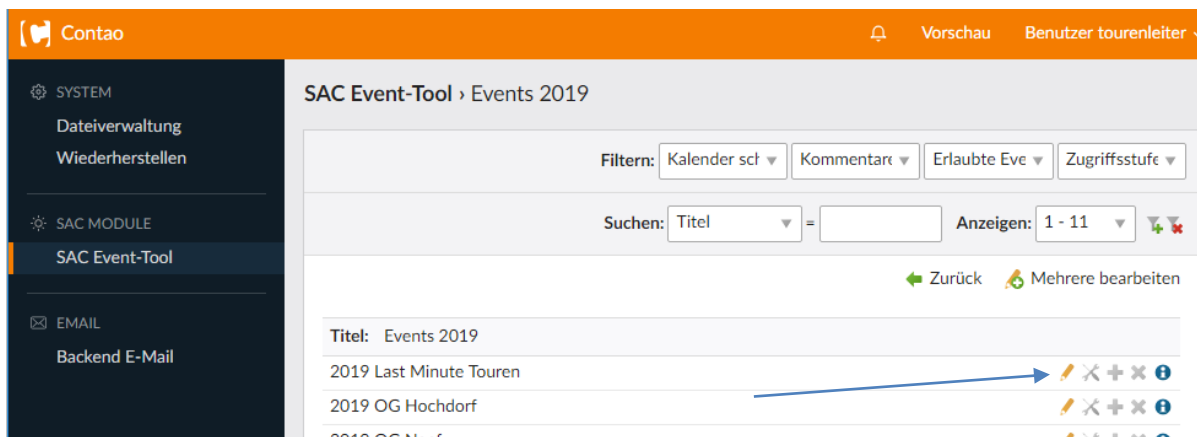 Contao
Vorschau
Benutzer tourenleiter
SYSTEM
Dateiverwaltung
Wiederherstellen
SAC MODULE
SAC Event-Tool
EMAIL
Backend E-Mail
SAC Event-Tool › Events 2019
Filtern: Kalender sch Kommentare Erlaubte Eve Zugriffsstufe
Suchen: Titel = Anzeigen: 1 - 11
Zurück Mehrere bearbeiten
Titel: Events 2019
2019 Last Minute Touren
2019 OG Hochdorf